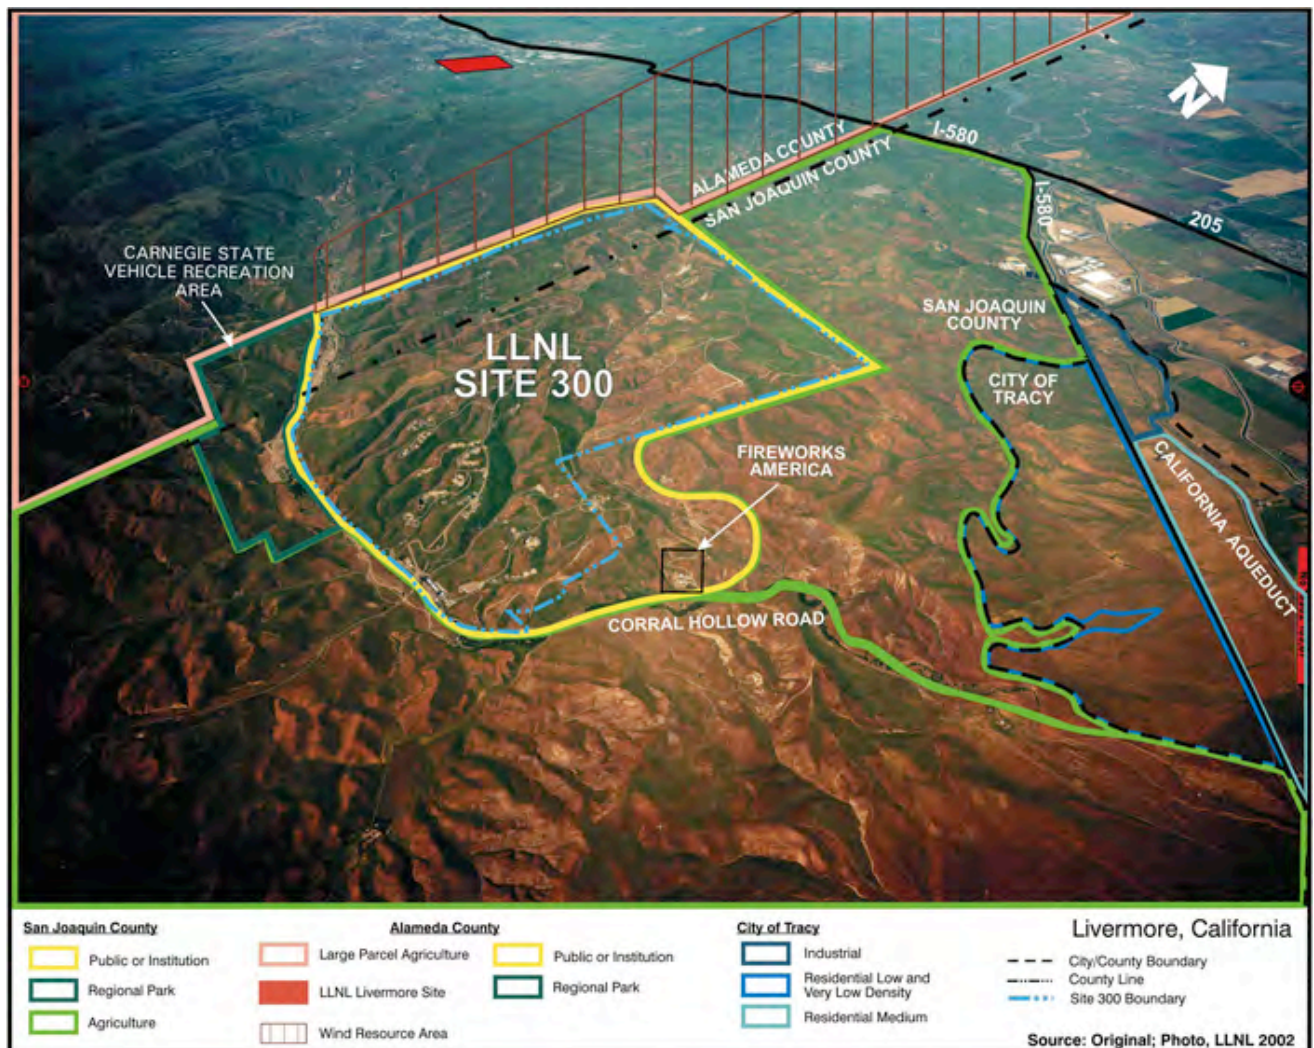 N
I-580
ALAMEDA COUNTY
SAN JOAQUIN COUNTY
I-580
205
CARNEGIE STATE
VEHICLE RECREATION
AREA
SAN JOAQUIN
COUNTY
LLNL
SITE 300
CITY OF
TRACY
FIREWORKS
AMERICA
CALIFORNIA AQUEDUCT
CORRAL HOLLOW ROAD
San Joaquin County
Public or Institution
Regional Park
Agriculture
Alameda County
Large Parcel Agriculture
LLNL Livermore Site
Wind Resource Area
Public or Institution
Regional Park
City of Tracy
Industrial
Residential Low and
Very Low Density
Residential Medium
Livermore, California
City/County Boundary
County Line
Site 300 Boundary
Source: Original; Photo, LLNL 2002